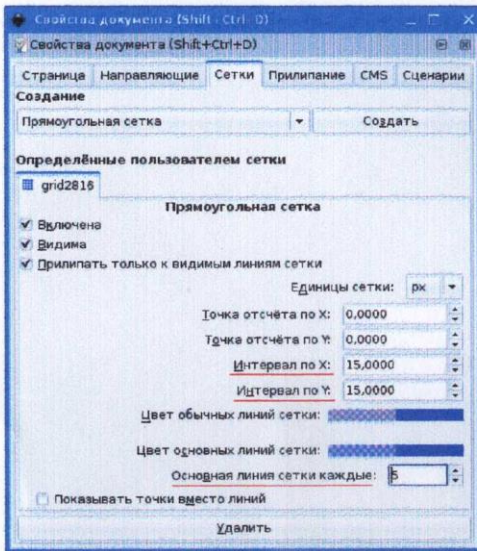 Свойства документа (Shift+Ctrl+D)
Свойства документа (Shift+Ctrl+D)
Страница Направляющие Сетки Прилипание CMS Сценарии
Создание
Прямоугольная сетка Создать
Определённые пользователем сетки
grid2816
Прямоугольная сетка
Включена
Видима
Прилипать только к видимым линиям сетки
Единицы сетки: px
Точка отсчёта по X: 0,0000
Точка отсчёта по Y: 0,0000
Интервал по X: 15,0000
Интервал по Y: 15,0000
Цвет обычных линий сетки:
Цвет основных линий сетки:
Основная линия сетки каждые: 5
Показывать точки вместо линий
Удалить